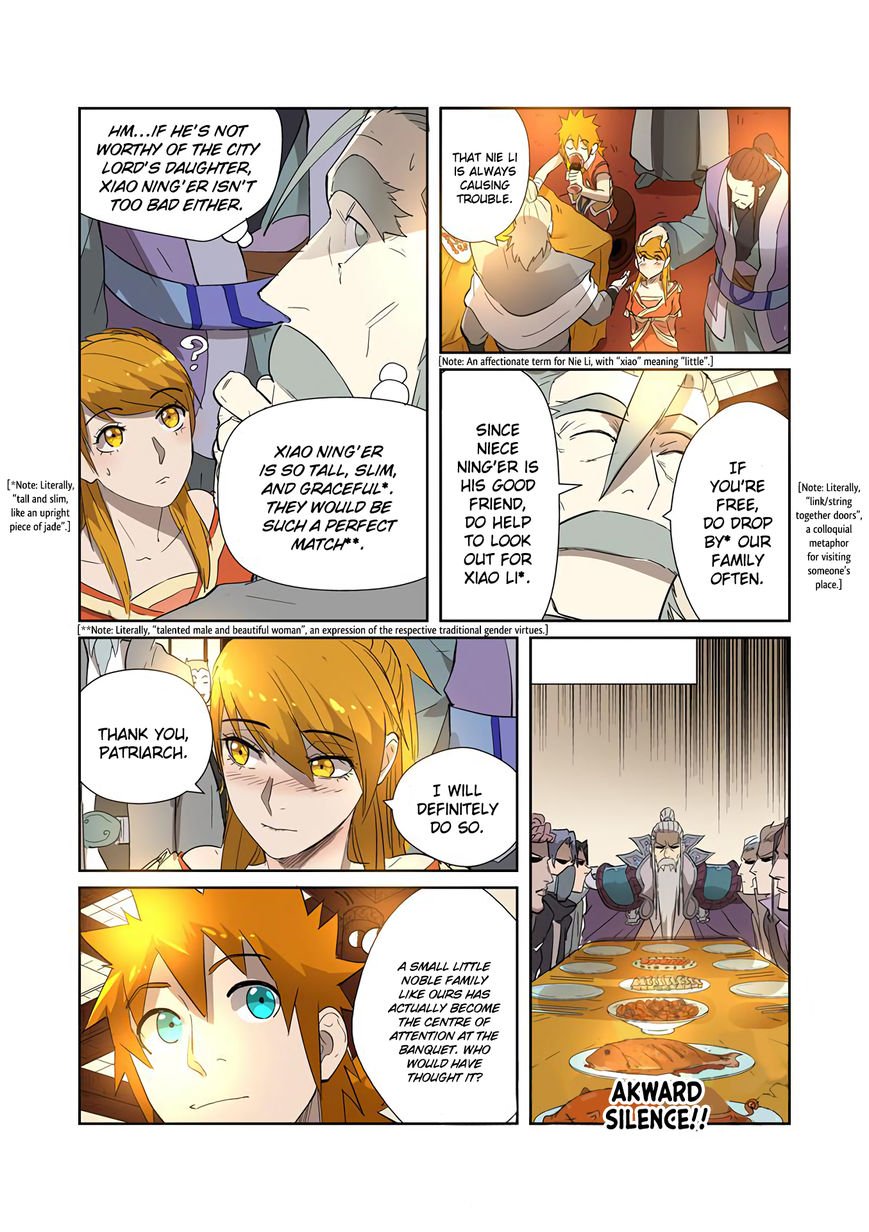 HM...IF HE'S NOT
WORTHY OF THE CITY
LORD'S DAUGHTER,
XIAO NING'ER ISN'T
TOO BAD EITHER.
?
XIAO NING'ER
IS SO TALL, SLIM,
AND GRACEFUL*.
THEY WOULD BE
SUCH A PERFECT
MATCH**.
[*Note: Literally,
"tall and slim,
like an upright
piece of jade".]
[**Note: Literally, "talented male and beautiful woman", an expression of the respective traditional gender virtues.]
THAT NIE LI
IS ALWAYS
CAUSING
TROUBLE.
[Note: An affectionate term for Nie Li, with "xiao" meaning "little".]
SINCE
NIECE
NING'ER IS
HIS GOOD
FRIEND,
DO HELP
TO LOOK
OUT FOR
XIAO LI*.
IF
YOU'RE
FREE,
DO DROP
BY* OUR
FAMILY
OFTEN.
[Note: Literally,
"link/string
together doors",
a colloquial
metaphor
for visiting
someone's
place.]
THANK YOU,
PATRIARCH.
I WILL
DEFINITELY
DO SO.
A SMALL LITTLE
NOBLE FAMILY
LIKE OURS HAS
ACTUALLY BECOME
THE CENTRE OF
ATTENTION AT THE
BANQUET. WHO
WOULD HAVE
THOUGHT IT?
AKWARD
SILENCE!!